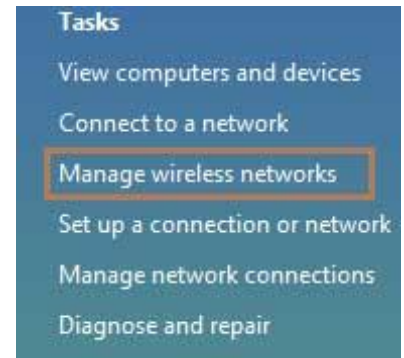 Tasks
View computers and devices
Connect to a network
Manage wireless networks
Set up a connection or network
Manage network connections
Diagnose and repair